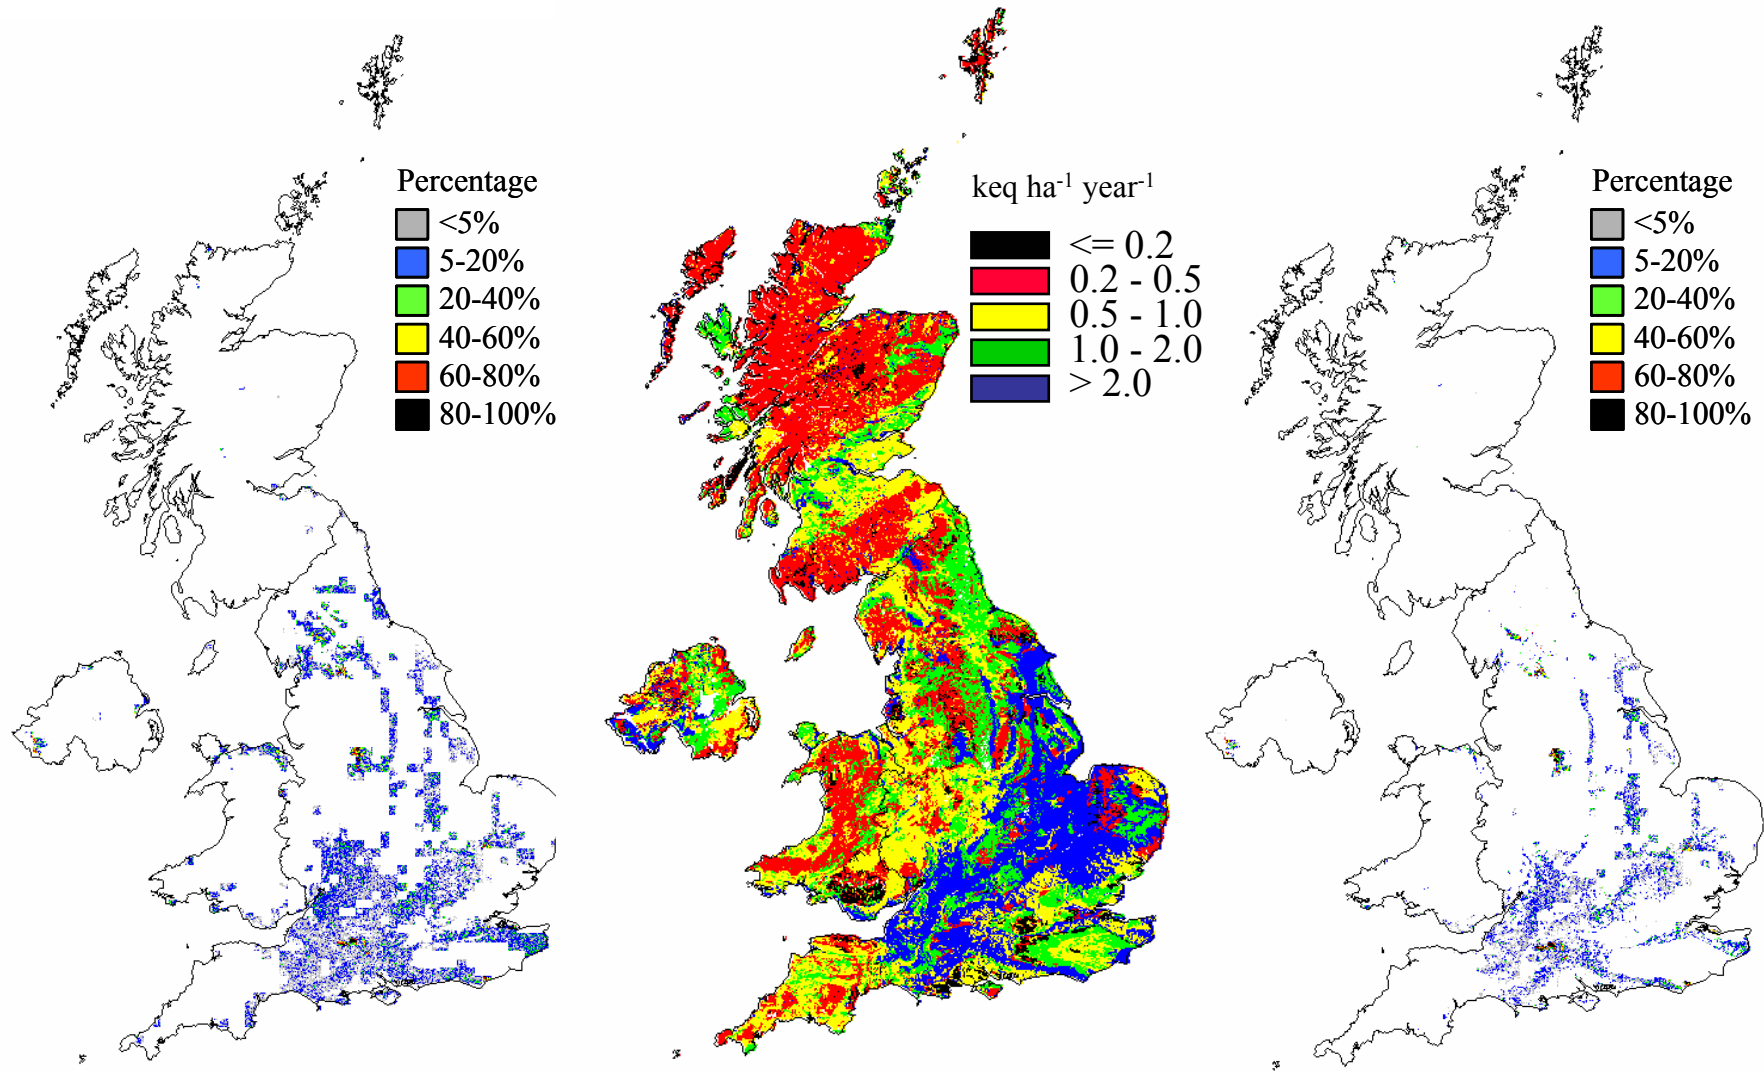 Percentage
<5%
5-20%
20-40%
40-60%
60-80%
80-100%
keq ha-1 year-1
<= 0.2
0.2 - 0.5
0.5 - 1.0
1.0 - 2.0
> 2.0
Percentage
<5%
5-20%
20-40%
40-60%
60-80%
80-100%